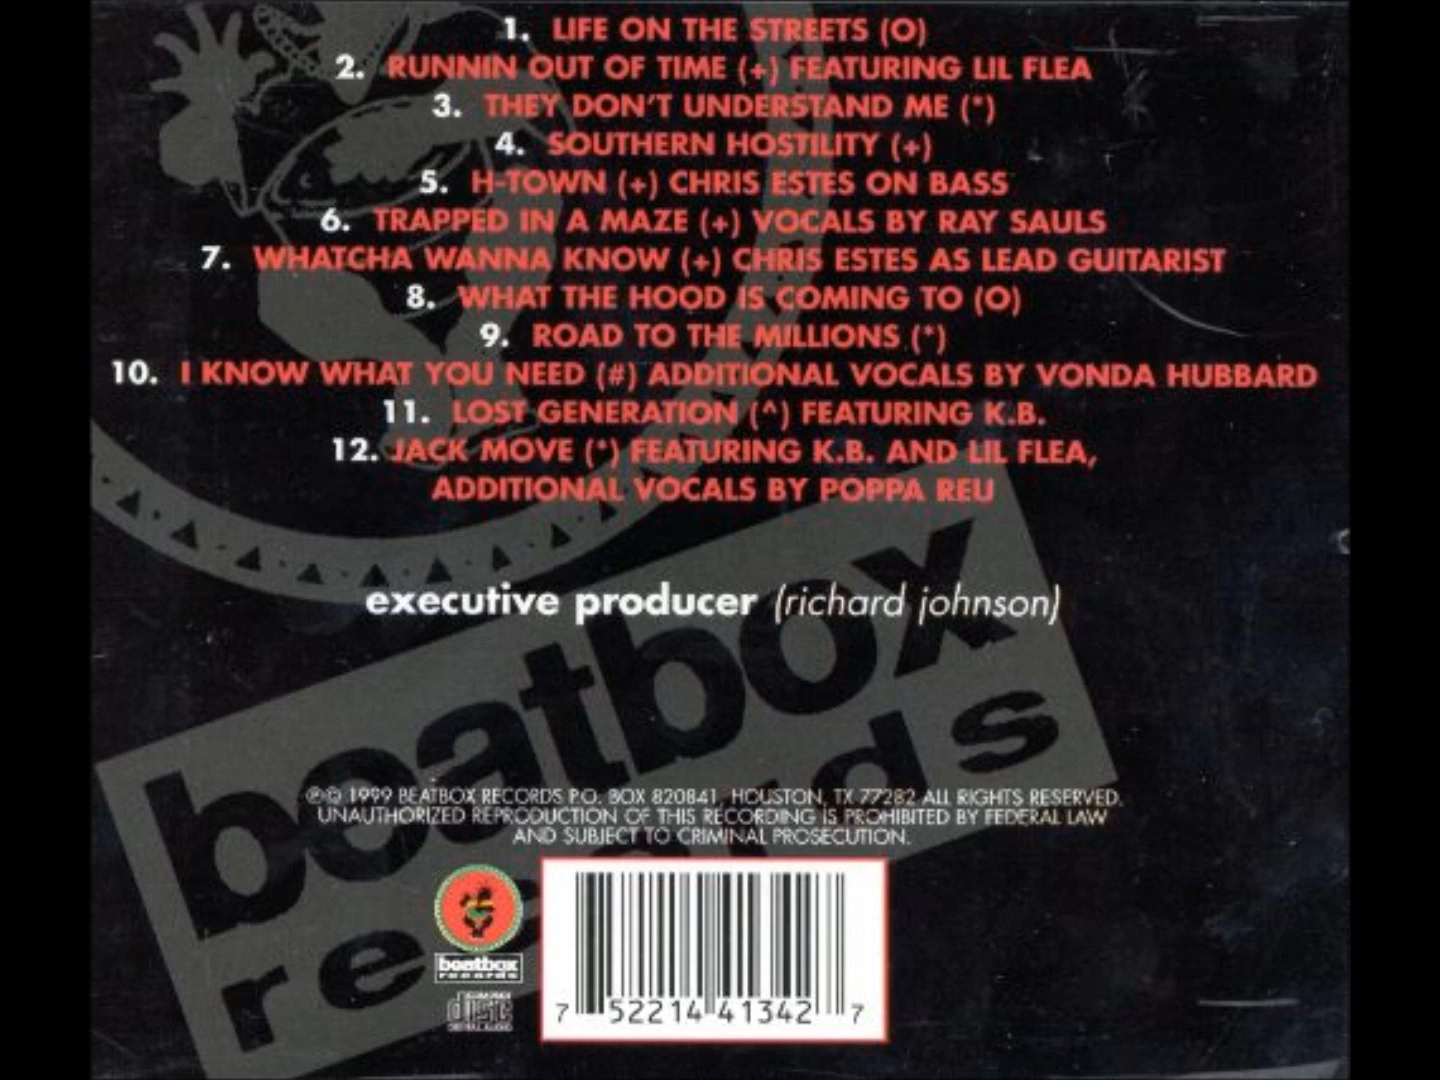 1. LIFE ON THE STREETS (O)
2. RUNNIN OUT OF TIME (+) FEATURING LIL FLEA
3. THEY DON'T UNDERSTAND ME (*)
4. SOUTHERN HOSTILITY (+)
5. H-TOWN (+) CHRIS ESTES ON BASS
6. TRAPPED IN A MAZE (+) VOCALS BY RAY SAULS
7. WHATCHA WANNA KNOW (+) CHRIS ESTES AS LEAD GUITARIST
8. WHAT THE HOOD IS COMING TO (O)
9. ROAD TO THE MILLIONS (*)
10. I KNOW WHAT YOU NEED (#) ADDITIONAL VOCALS BY VONDA HUBBARD
11. LOST GENERATION (^) FEATURING K.B.
12. JACK MOVE (*) FEATURING K.B. AND LIL FLEA,
ADDITIONAL VOCALS BY POPPA REU
executive producer (richard johnson)
beatbox
records
℗© 1999 BEATBOX RECORDS P.O. BOX 820841, HOUSTON, TX 77282 ALL RIGHTS RESERVED.
UNAUTHORIZED REPRODUCTION OF THIS RECORDING IS PROHIBITED BY FEDERAL LAW
AND SUBJECT TO CRIMINAL PROSECUTION.
beatbox
records
COMPACT
disc
DIGITAL AUDIO
7 52214 41342 7